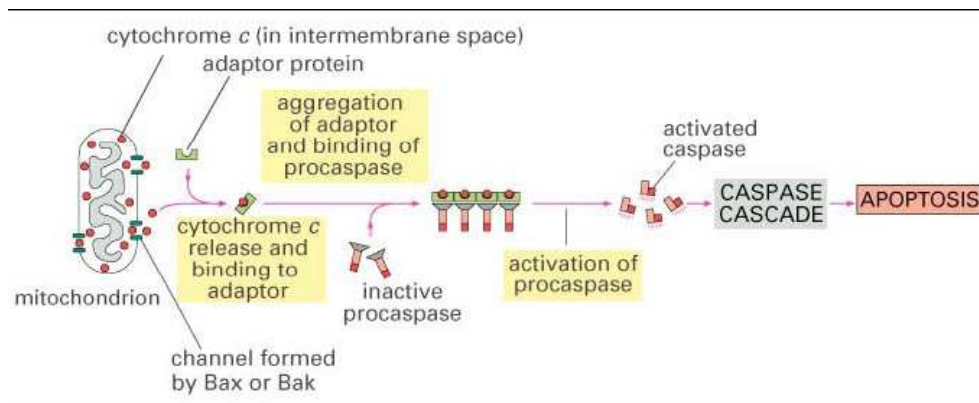 cytochrome c (in intermembrane space)
adaptor protein
aggregation
of adaptor
and binding of
procaspase
activated
caspase
CASPASE
CASCADE
APOPTOSIS
cytochrome c
release and
binding to
adaptor
inactive
procaspase
activation of
procaspase
mitochondrion
channel formed
by Bax or Bak